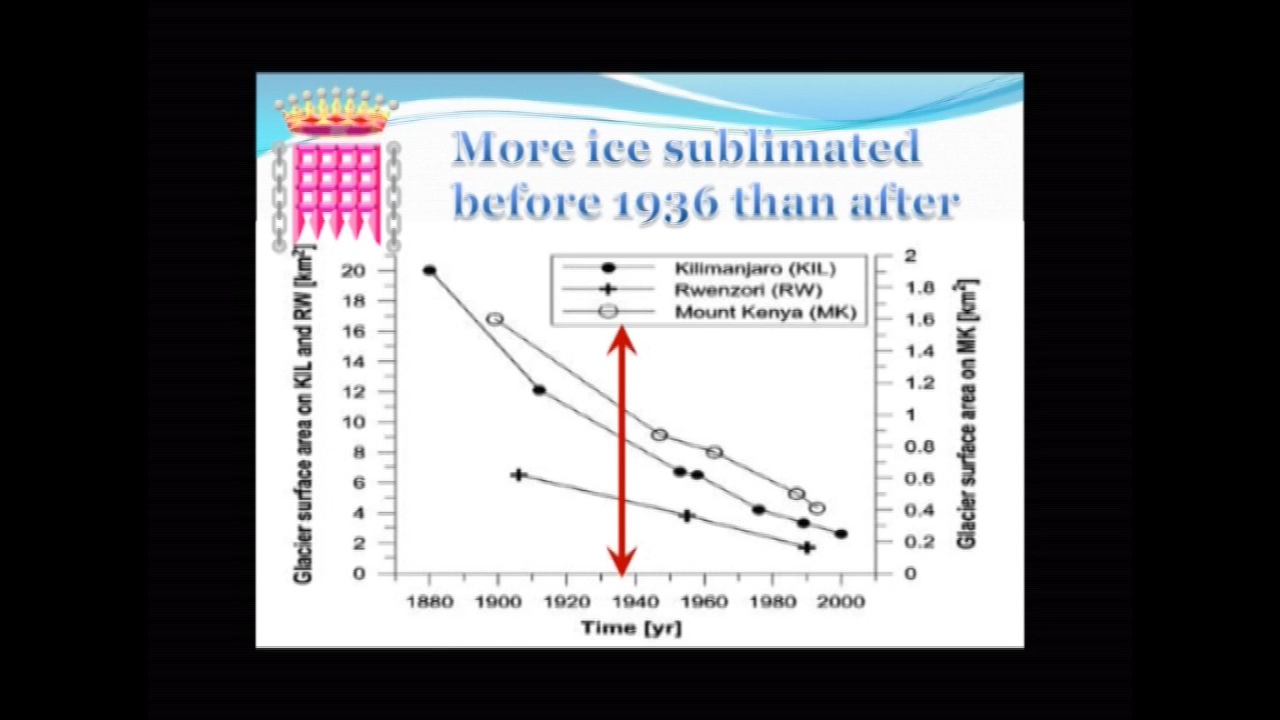 More ice sublimated
before 1936 than after
Glacier surface area on KIL and RW [km²]
20
18
16
14
12
10
8
6
4
2
0
Kilimanjaro (KIL)
Rwenzori (RW)
Mount Kenya (MK)
2
1.8
1.6
1.4
1.2
1
0.8
0.6
0.4
0.2
0
Glacier surface area on MK [km²]
1880 1900 1920 1940 1960 1980 2000
Time [yr]